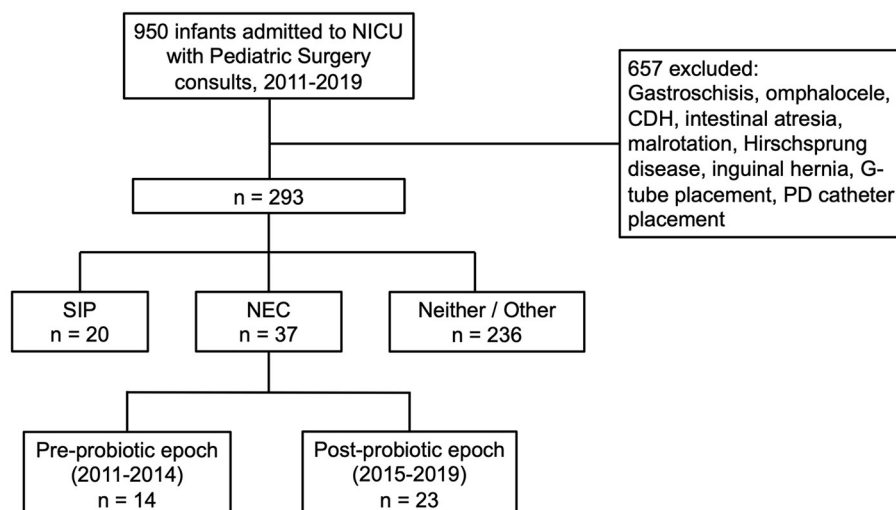 950 infants admitted to NICU
with Pediatric Surgery
consults, 2011-2019
657 excluded:
Gastroschisis, omphalocele,
CDH, intestinal atresia,
malrotation, Hirschsprung
disease, inguinal hernia, G-
tube placement, PD catheter
placement
n = 293
SIP
n = 20
NEC
n = 37
Neither / Other
n = 236
Pre-probiotic epoch
(2011-2014)
n = 14
Post-probiotic epoch
(2015-2019)
n = 23